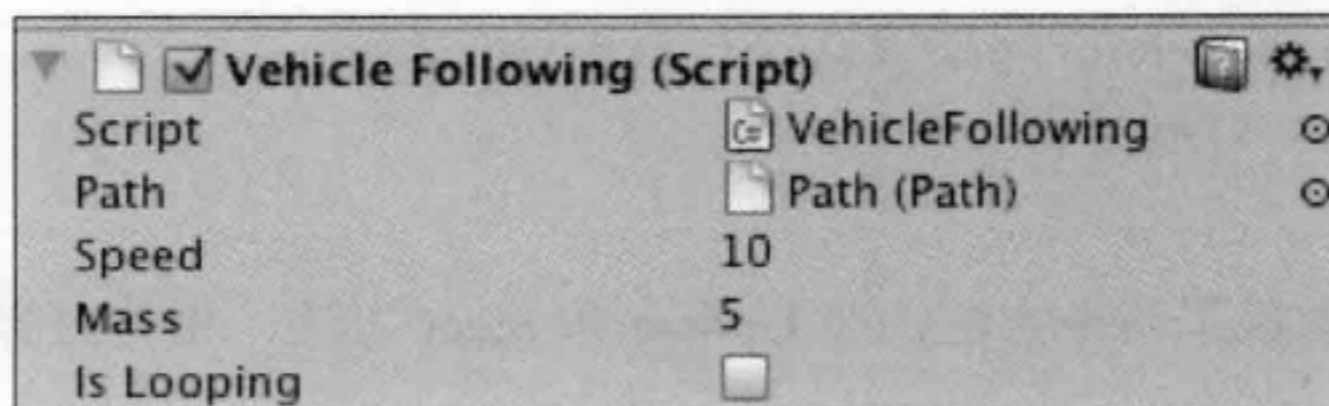 Vehicle Following (Script)
Script C# VehicleFollowing
Path Path (Path)
Speed 10
Mass 5
Is Looping